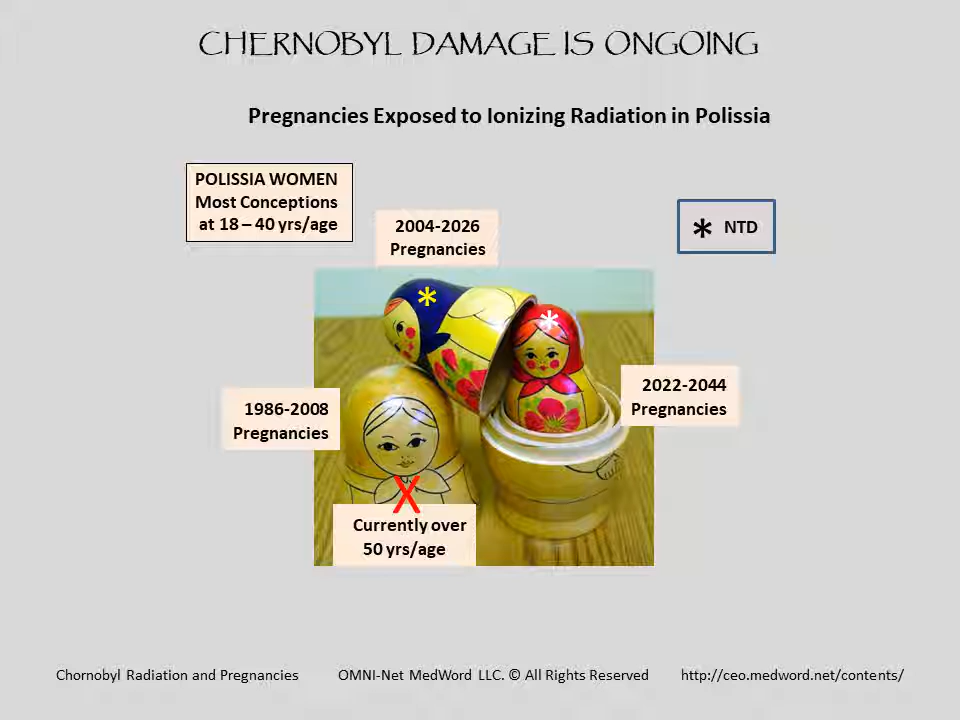 CHERNOBYL DAMAGE IS ONGOING
Pregnancies Exposed to Ionizing Radiation in Polissia
POLISSIA WOMEN
Most Conceptions
at 18 – 40 yrs/age
2004-2026
Pregnancies
* NTD
*
*
2022-2044
Pregnancies
1986-2008
Pregnancies
X
Currently over
50 yrs/age
Chornobyl Radiation and Pregnancies OMNI-Net MedWord LLC. © All Rights Reserved http://ceo.medword.net/contents/